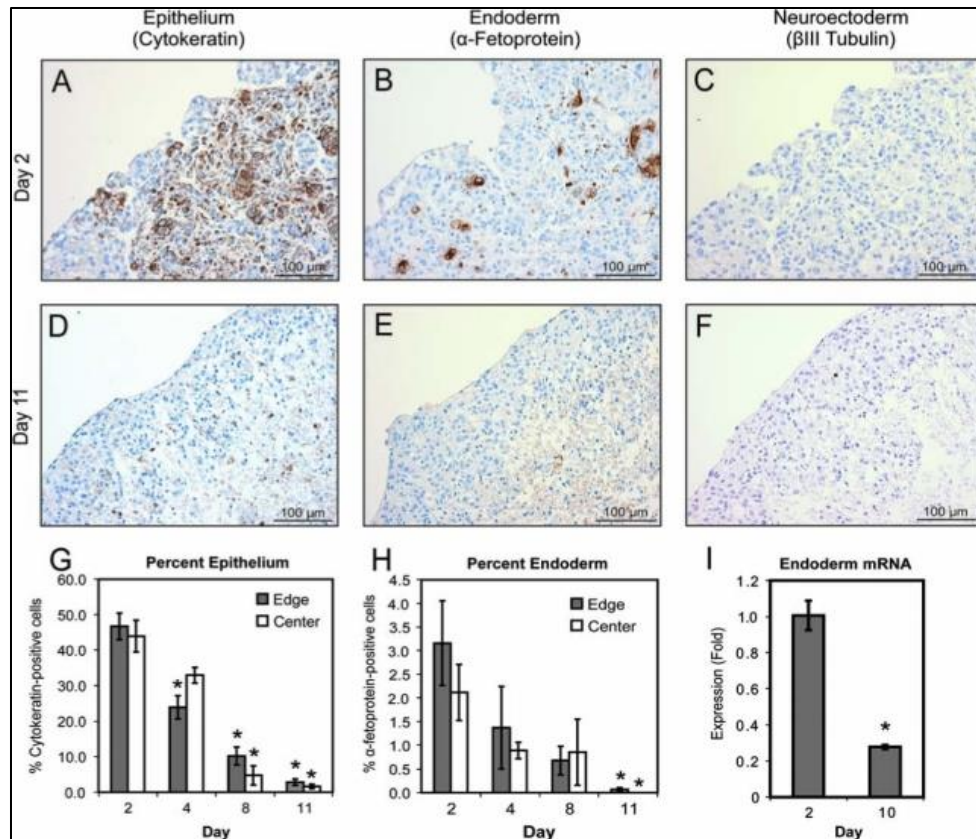 Epithelium
(Cytokeratin)
Endoderm
(α-Fetoprotein)
Neuroectoderm
(βIII Tubulin)
Day 2
A
100 µm
B
100 µm
C
100 µm
Day 11
D
100 µm
E
100 µm
F
100 µm
G
Percent Epithelium
% Cytokeratin-positive cells
60.0
50.0
40.0
30.0
20.0
10.0
0.0
Edge
Center
*
*
*
*
*
2 4 8 11
Day
H
Percent Endoderm
% α-fetoprotein-positive cells
4.5
4.0
3.5
3.0
2.5
2.0
1.5
1.0
0.5
0.0
Edge
Center
*
*
2 4 8 11
Day
I
Endoderm mRNA
Expression (Fold)
1.2
1.0
0.8
0.6
0.4
0.2
0
*
2 10
Day